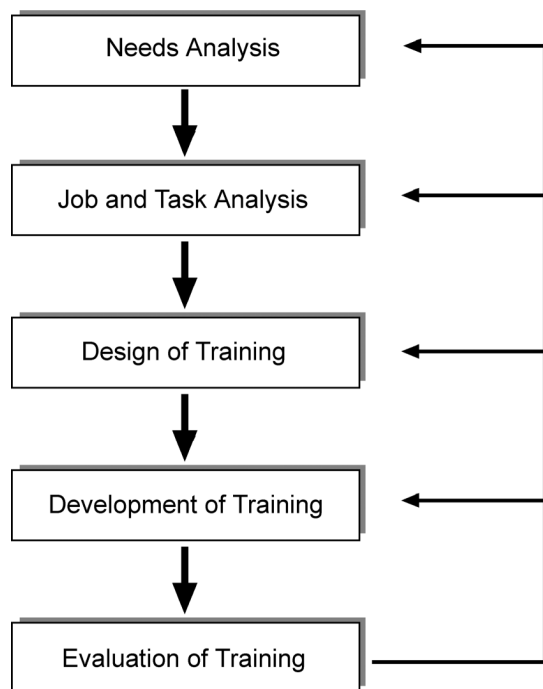 Needs Analysis
Job and Task Analysis
Design of Training
Development of Training
Evaluation of Training